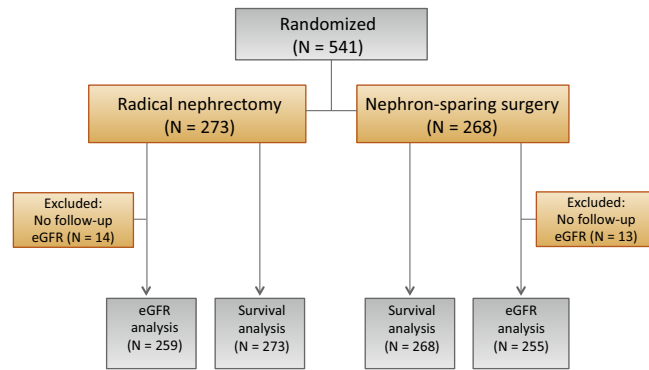 Randomized
(N = 541)
Radical nephrectomy
(N = 273)
Nephron-sparing surgery
(N = 268)
Excluded:
No follow-up
eGFR (N = 14)
Excluded:
No follow-up
eGFR (N = 13)
eGFR
analysis
(N = 259)
Survival
analysis
(N = 273)
Survival
analysis
(N = 268)
eGFR
analysis
(N = 255)